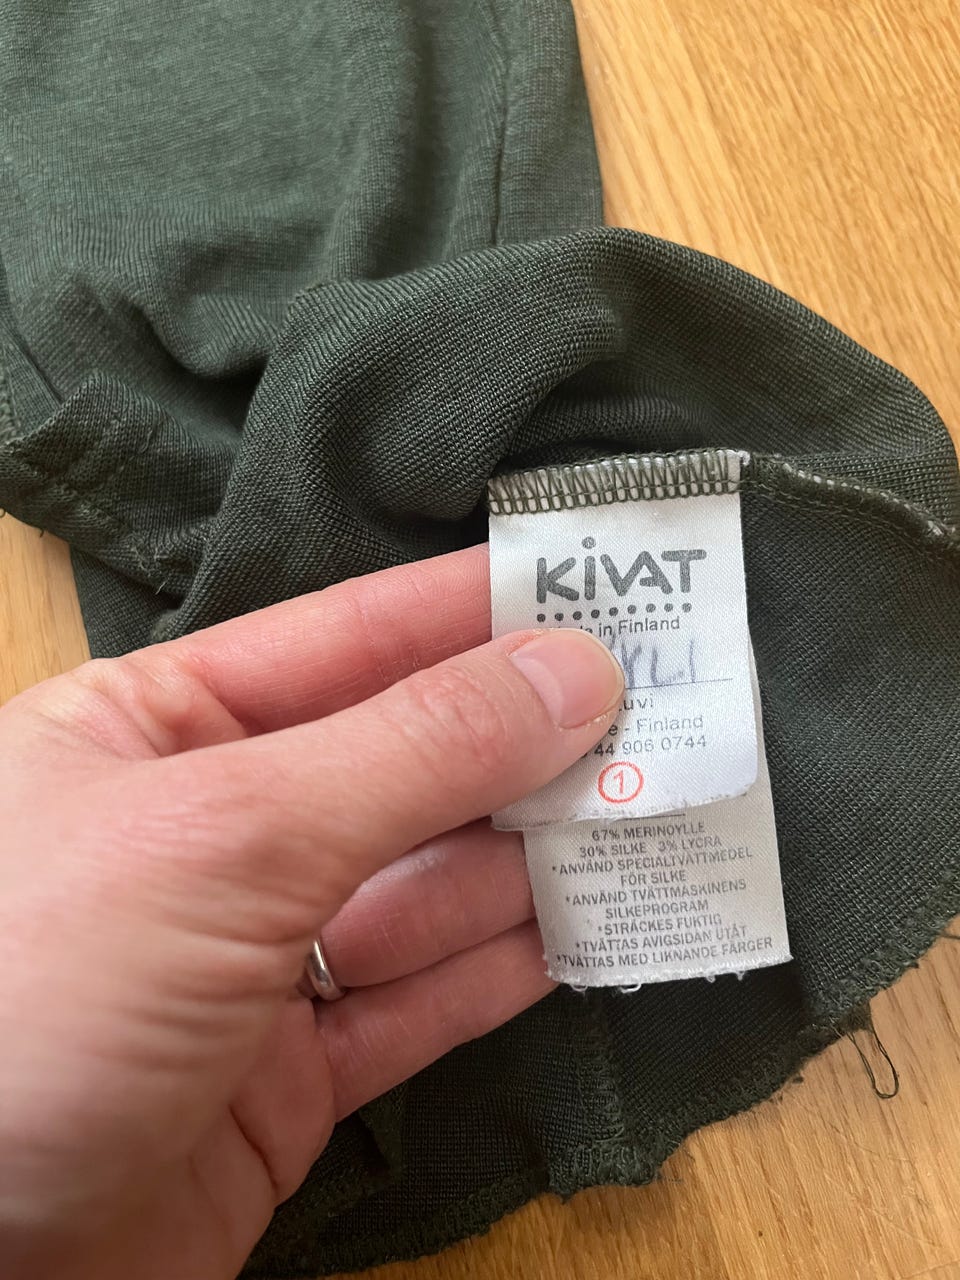 KiVAT
in Finland
- Finland
44 906 0744
1
67% MERINOYLLE
30% SILKE 3% LYCRA
*ANVÄND SPECIALTVÄTTMEDEL
FÖR SILKE
*ANVÄND TVÄTTMASKINENS
SILKEPROGRAM
*STRÄCKES FUKTIG
*TVÄTTAS AVIGSIDAN UTÅT
*TVÄTTAS MED LIKNANDE FÄRGER